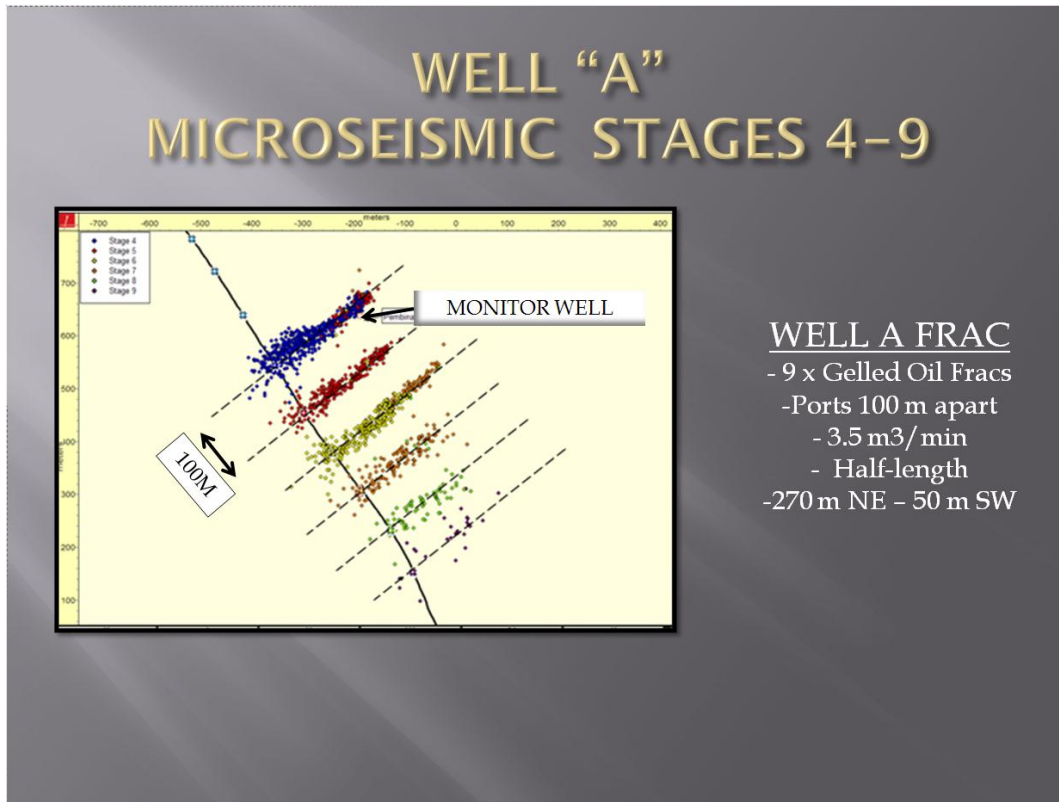 WELL “A”
MICROSEISMIC STAGES 4-9
-700 -600 -500 -400 -300 -200 meters -100 0 100 200 300 400
Stage 4
Stage 5
Stage 6
Stage 7
Stage 8
Stage 9
700
600
500
400
300
200
100
meters
MONITOR WELL
100M
WELL A FRAC
- 9 x Gelled Oil Fracs
-Ports 100 m apart
- 3.5 m3/min
- Half-length
-270 m NE – 50 m SW